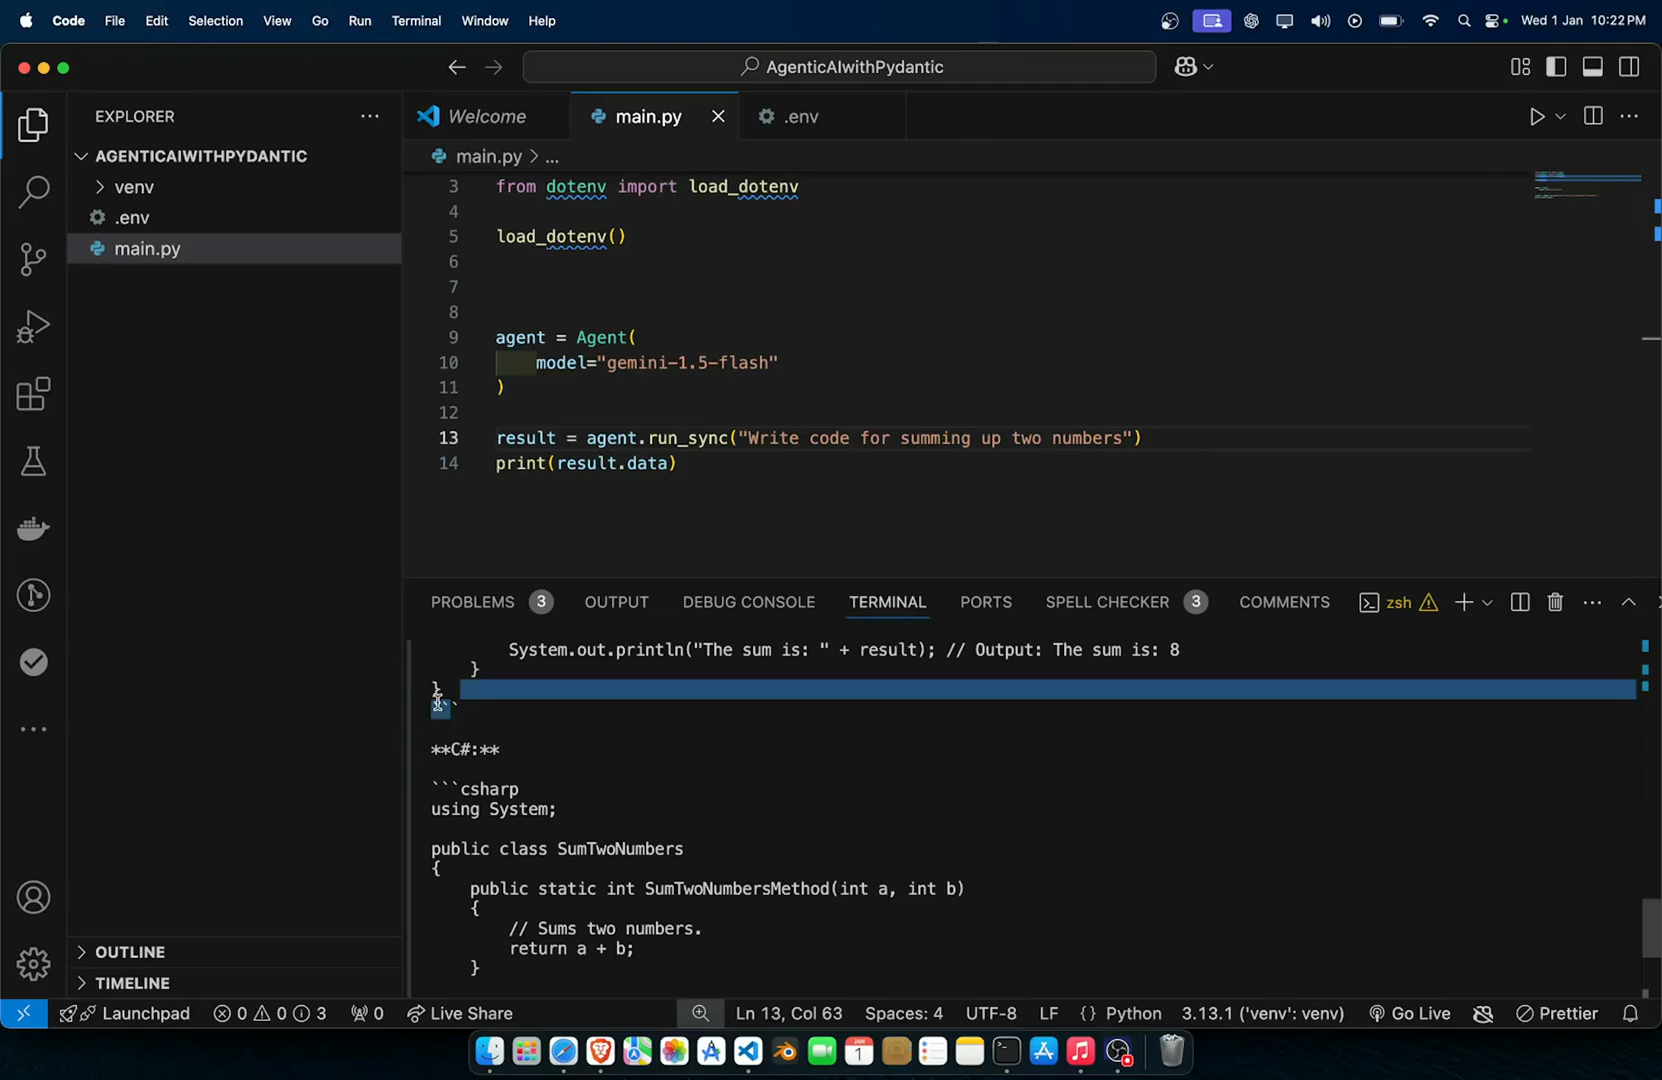 Code File Edit Selection View Go Run Terminal Window Help Wed 1 Jan 10:22 PM
AgenticAIwithPydantic
EXPLORER
Welcome main.py .env
AGENTICAIWITHPYDANTIC
main.py > ...
venv
.env
main.py
3 from dotenv import load_dotenv
4
5 load_dotenv()
6
7
8
9 agent = Agent(
10 model="gemini-1.5-flash"
11 )
12
13 result = agent.run_sync("Write code for summing up two numbers")
14 print(result.data)
PROBLEMS 3 OUTPUT DEBUG CONSOLE TERMINAL PORTS SPELL CHECKER 3 COMMENTS zsh
System.out.println("The sum is: " + result); // Output: The sum is: 8
}
}
```
**C#:**
```csharp
using System;
public class SumTwoNumbers
{
public static int SumTwoNumbersMethod(int a, int b)
{
// Sums two numbers.
return a + b;
}
OUTLINE
TIMELINE
Launchpad 0 0 3 0 Live Share Ln 13, Col 63 Spaces: 4 UTF-8 LF {} Python 3.13.1 ('venv': venv) Go Live Prettier